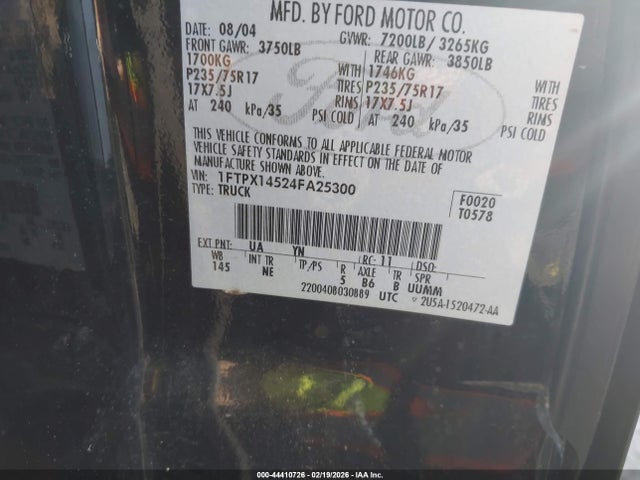 MFD. BY FORD MOTOR CO.
DATE: 08/04 GVWR: 7200LB/ 3265KG
FRONT GAWR: 3750LB REAR GAWR: 3850LB
1700KG WITH 1746KG WITH
P235/75R17 TIRES P235/75R17 TIRES
17X7.5J RIMS 17X7.5J RIMS
AT 240 kPa/35 PSI COLD AT 240 kPa/35 PSI COLD
THIS VEHICLE CONFORMS TO ALL APPLICABLE FEDERAL MOTOR
VEHICLE SAFETY STANDARDS IN EFFECT ON THE DATE OF
MANUFACTURE SHOWN ABOVE.
VIN: 1FTPX14524FA25300
TYPE: TRUCK
F0020
T0578
EXT PNT: UA YN RC: 11 DSO:
WB INT TR TP/PS R AXLE TR SPR
145 NE 5 B6 B UUMM
2200408030889 UTC 2U5A-1520472-AA
Ford
000-44410726 - 02/19/2026 - IAA Inc.